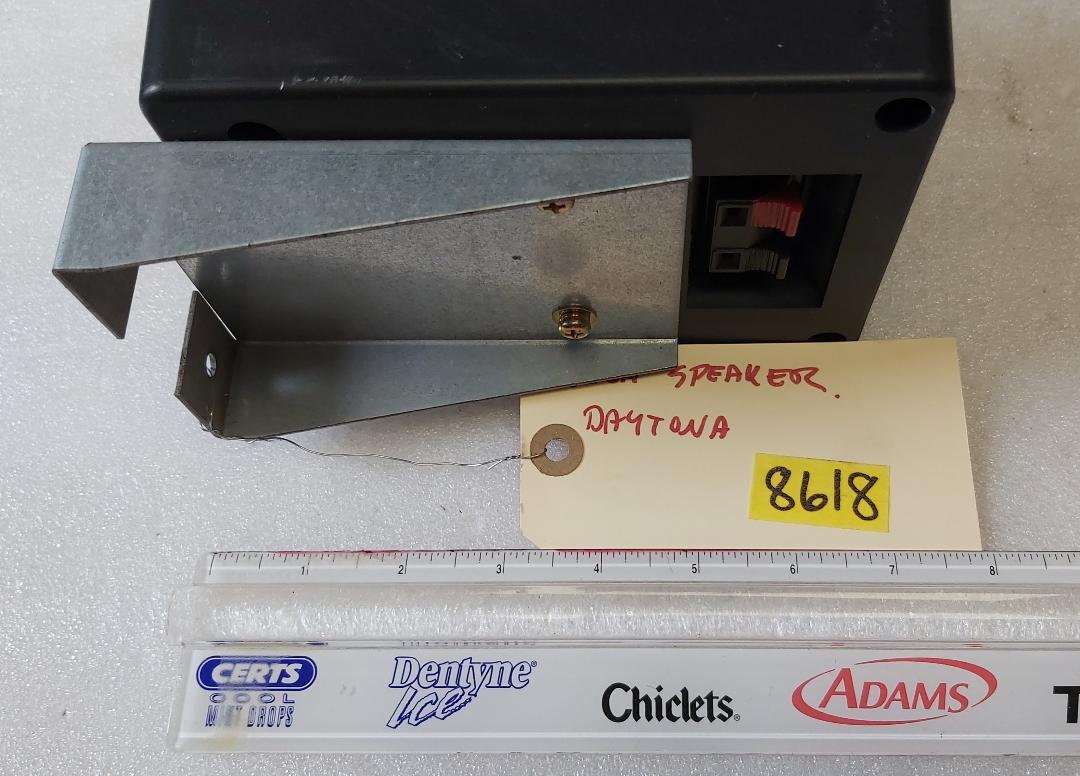 SPEAKER.
DAYTONA
8618
1 2 3 4 5 6 7 8
CERTS
COOL
MINT DROPS
Dentyne®
Ice
Chiclets®
ADAMS
T